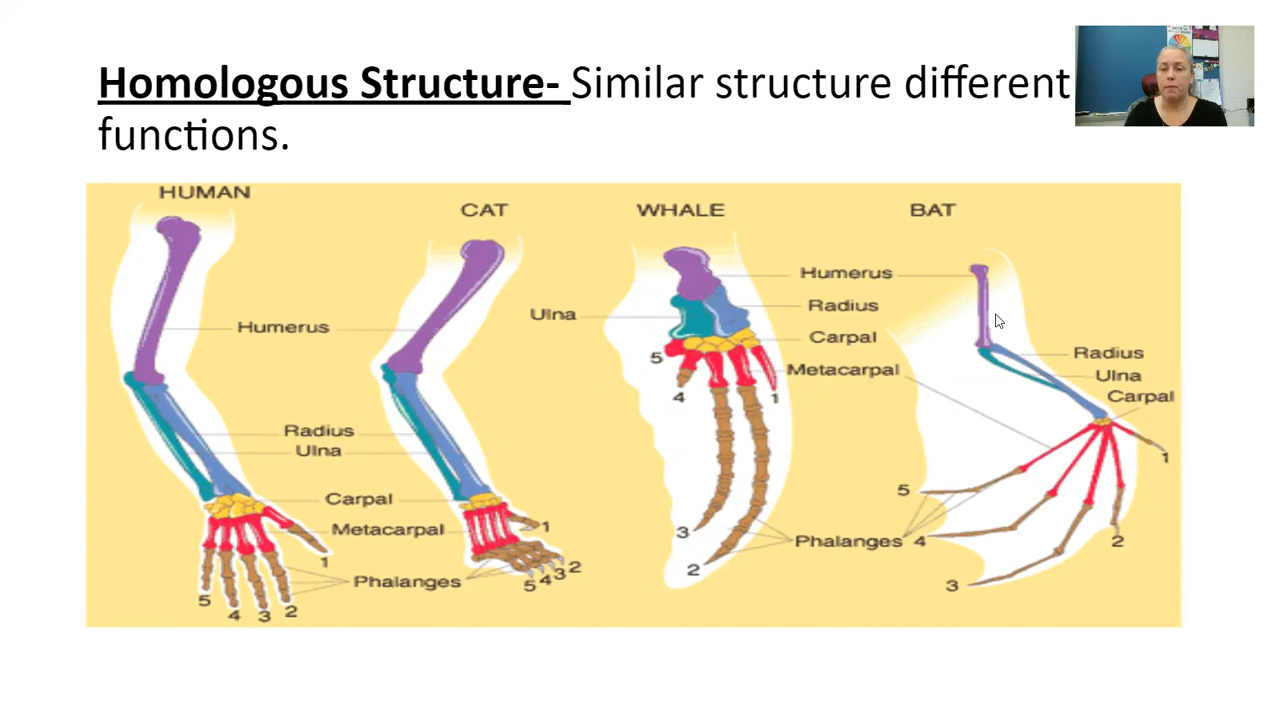 Homologous Structure- Similar structure different
functions.
HUMAN
CAT
WHALE
BAT
Humerus
Radius
Ulna
Carpal
Metacarpal
Phalanges
5
4
3
2
1
1
5
4
3
2
Ulna
Humerus
Radius
Carpal
Metacarpal
5
4
1
3
2
Phalanges
Radius
Ulna
Carpal
1
5
4
2
3